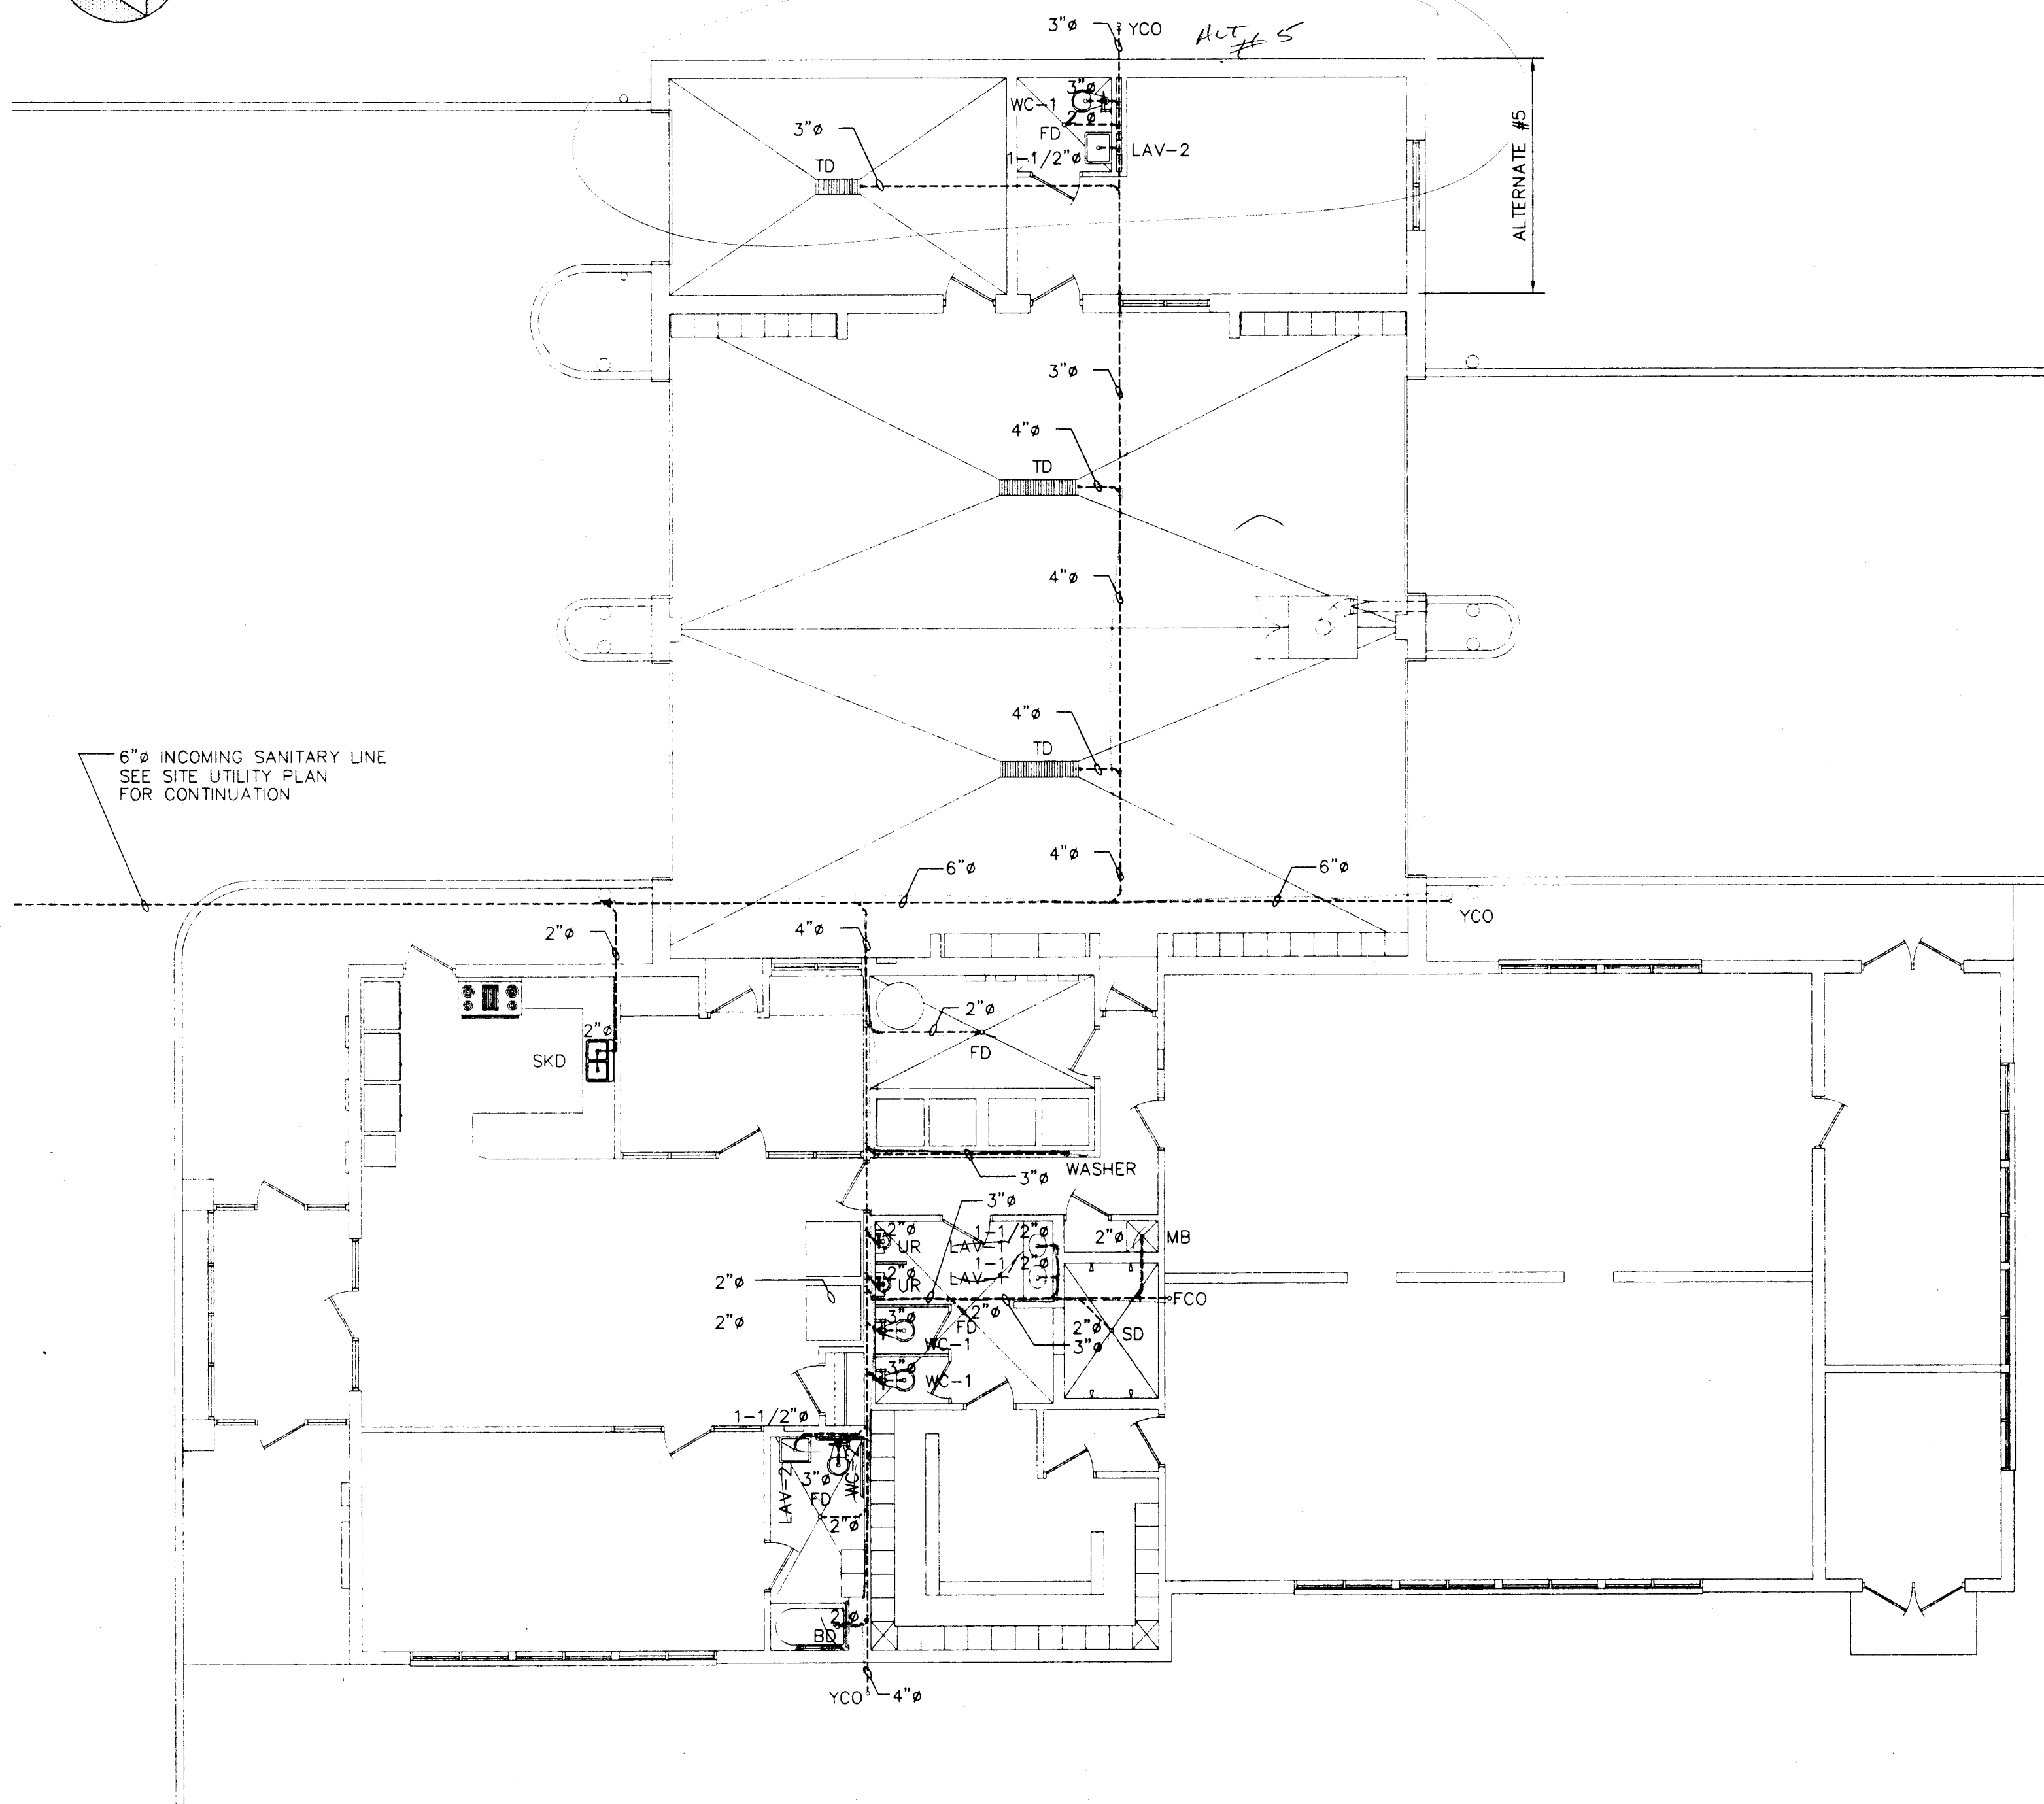 3"ø
YCO
ALT # 5
WC-1
3"ø
2"ø
FD
1-1/2"ø
LAV-2
3"ø
TD
ALTERNATE #5
3"ø
4"ø
TD
4"ø
4"ø
TD
6"ø INCOMING SANITARY LINE
SEE SITE UTILITY PLAN
FOR CONTINUATION
4"ø
6"ø
6"ø
YCO
2"ø
4"ø
2"ø
2"ø
SKD
FD
WASHER
3"ø
3"ø
2"ø
UR
1-1/2"ø
LAV-1
2"ø
MB
1-1/2"ø
LAV-1
2"ø
UR
2"ø
FCO
2"ø
3"ø
2"ø
FD
2"ø
SD
3"ø
WC-1
3"ø
WC-1
1-1/2"ø
LAV-2
3"ø
FD
2"ø
2"ø
BD
YCO
4"ø